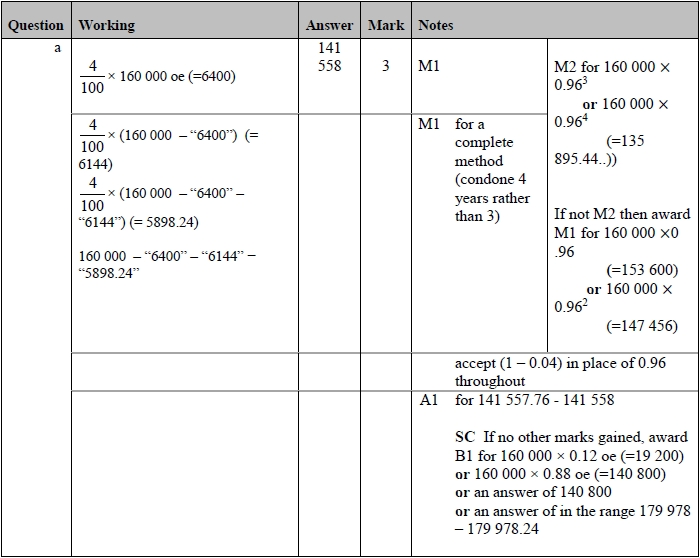 Question Working Answer Mark Notes
a
141
558
3
4
100
× 160 000 oe (=6400)
M1
M2 for 160 000 ×
0.96³
or 160 000 ×
0.96⁴
(=135
895.44..))
If not M2 then award
M1 for 160 000 ×0
.96
(=153 600)
or 160 000 ×
0.96²
(=147 456)
4
100
× (160 000 – “6400”) (=
6144)
4
100
× (160 000 – “6400” –
“6144”) (= 5898.24)
160 000 – “6400” – “6144” –
“5898.24”
M1 for a
complete
method
(condone 4
years rather
than 3)
accept (1 – 0.04) in place of 0.96
throughout
A1 for 141 557.76 - 141 558
SC If no other marks gained, award
B1 for 160 000 × 0.12 oe (=19 200)
or 160 000 × 0.88 oe (=140 800)
or an answer of 140 800
or an answer of in the range 179 978
– 179 978.24